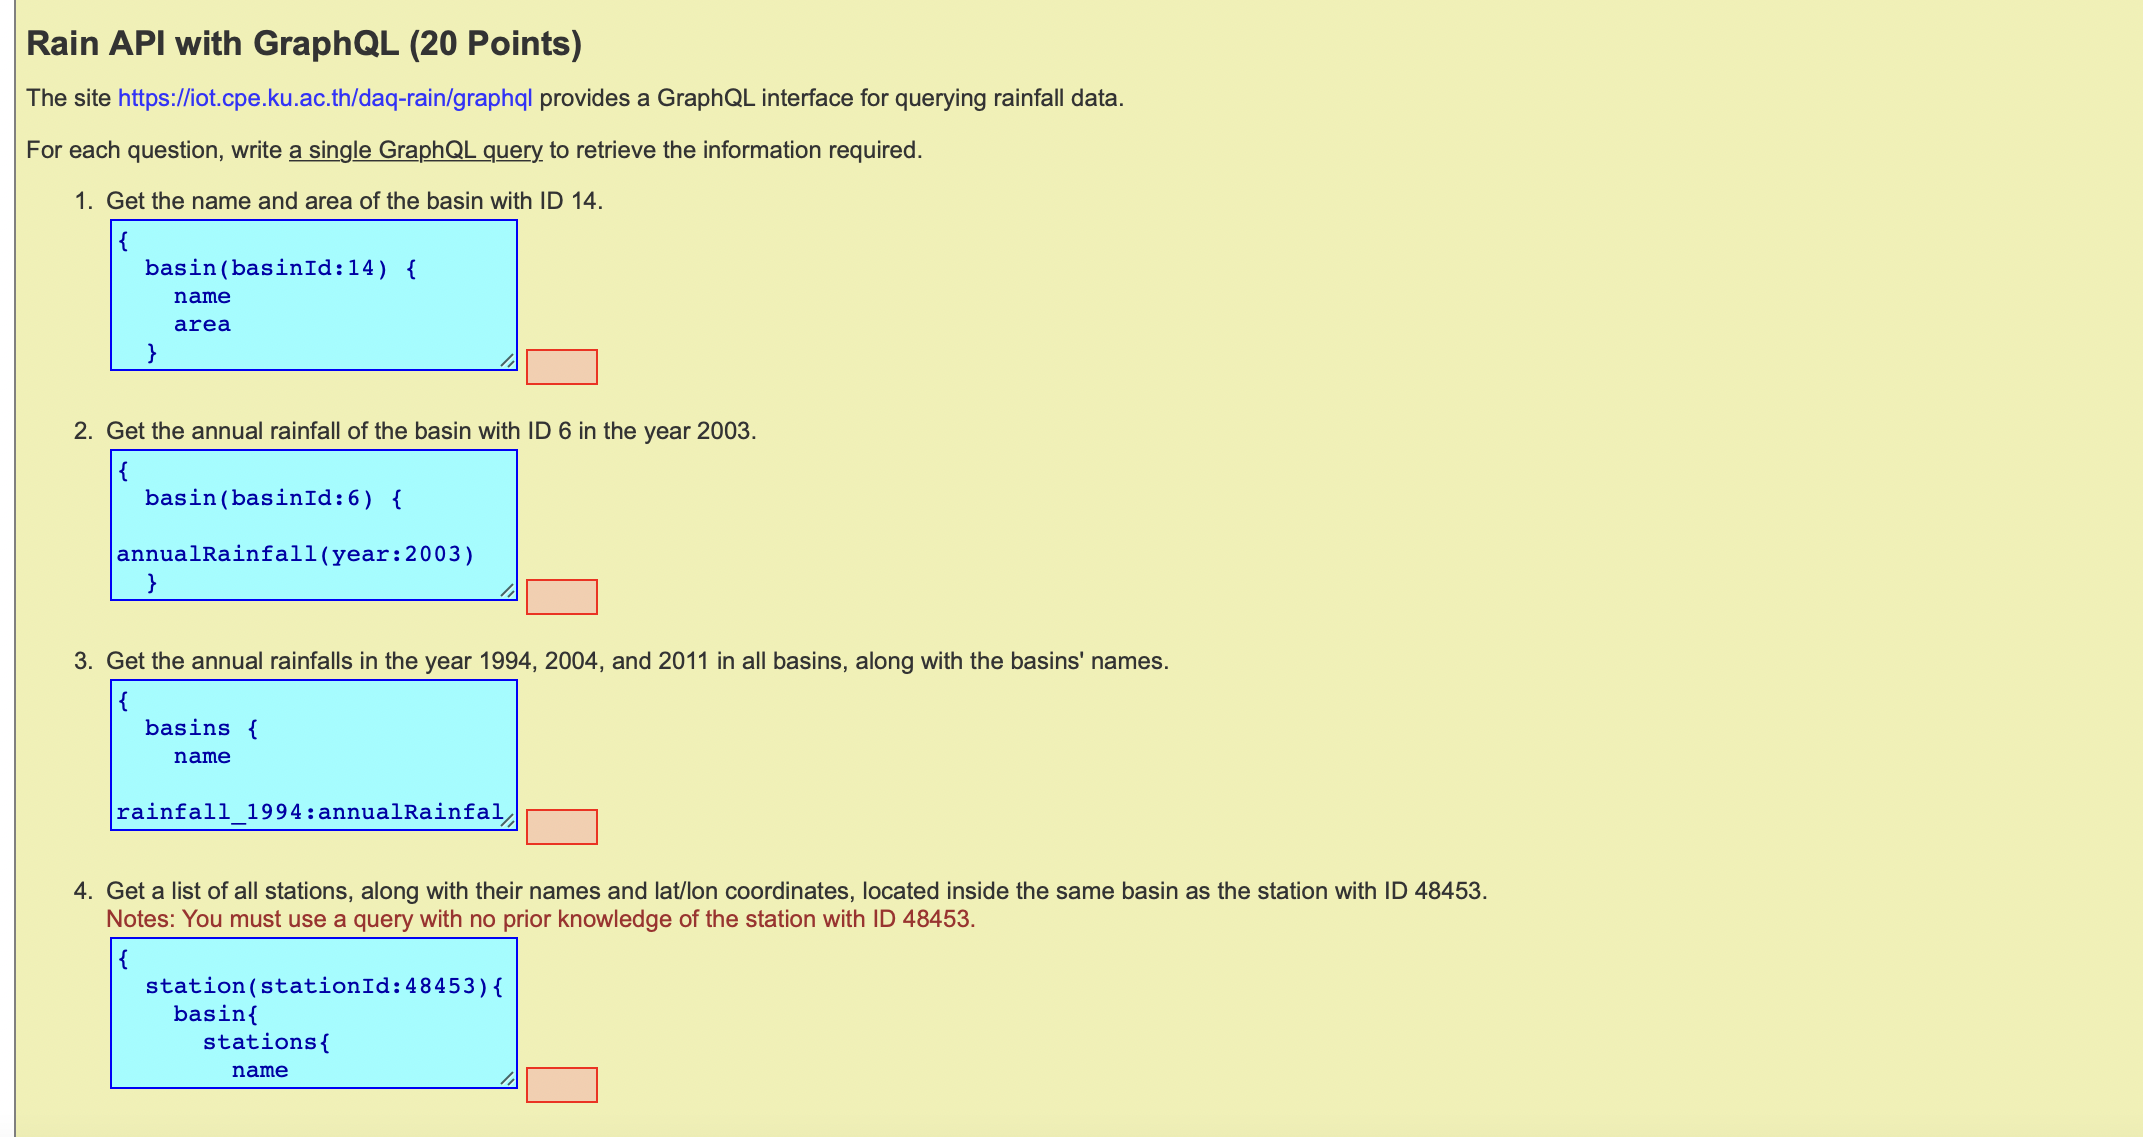 Rain API with GraphQL (20 Points)
The site https://iot.cpe.ku.ac.th/daq-rain/graphql provides a GraphQL interface for querying rainfall data.
For each question, write a single GraphQL query to retrieve the information required.
1. Get the name and area of the basin with ID 14.
{
  basin(basinId:14) {
    name
    area
  }
2. Get the annual rainfall of the basin with ID 6 in the year 2003.
{
  basin(basinId:6) {
annualRainfall(year:2003)
  }
3. Get the annual rainfalls in the year 1994, 2004, and 2011 in all basins, along with the basins' names.
{
  basins {
    name
rainfall_1994:annualRainfal
4. Get a list of all stations, along with their names and lat/lon coordinates, located inside the same basin as the station with ID 48453.
Notes: You must use a query with no prior knowledge of the station with ID 48453.
{
  station(stationId:48453){
    basin{
      stations{
        name